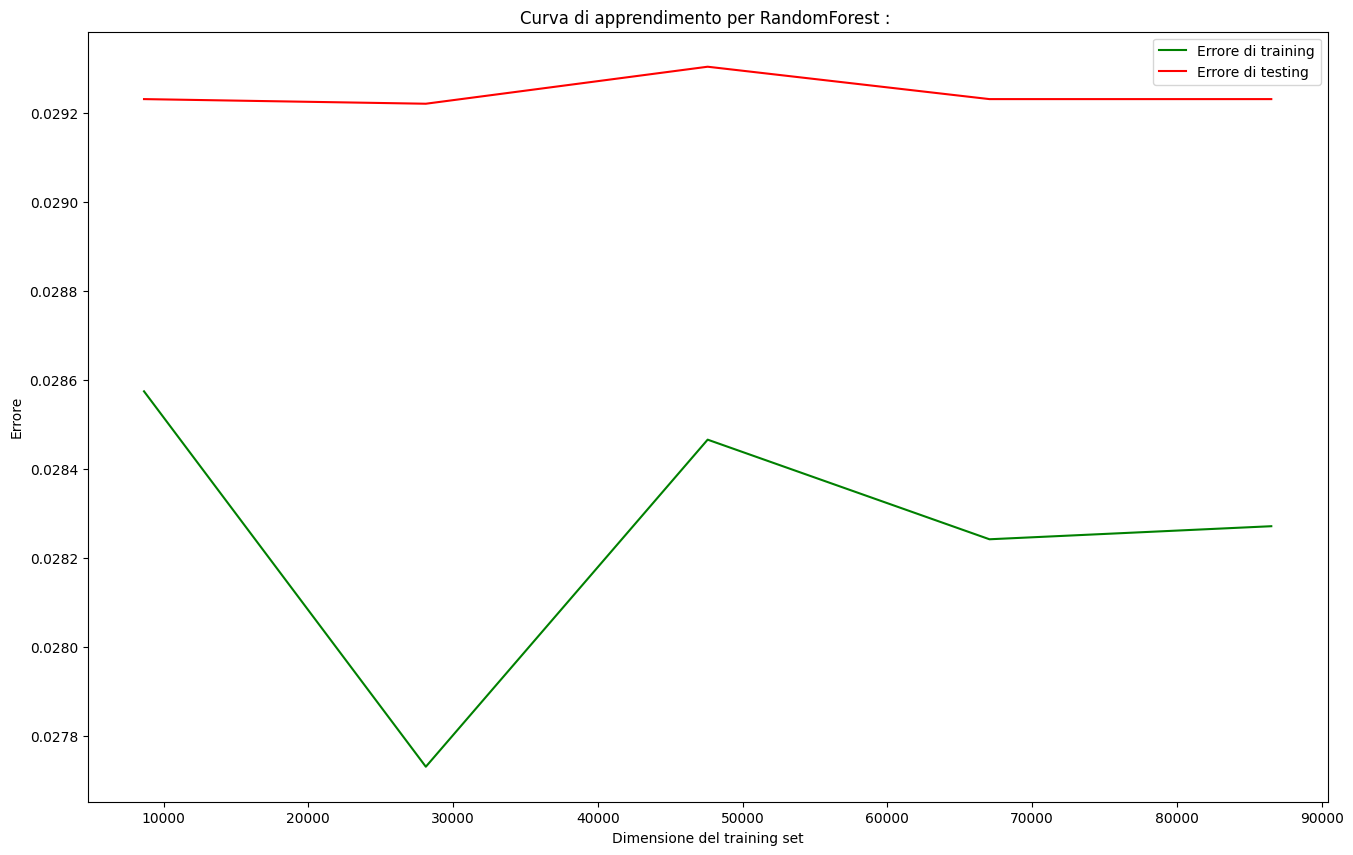 Curva di apprendimento per RandomForest :
Errore di training
Errore di testing
Errore
0.0292
0.0290
0.0288
0.0286
0.0284
0.0282
0.0280
0.0278
10000 20000 30000 40000 50000 60000 70000 80000 90000
Dimensione del training set